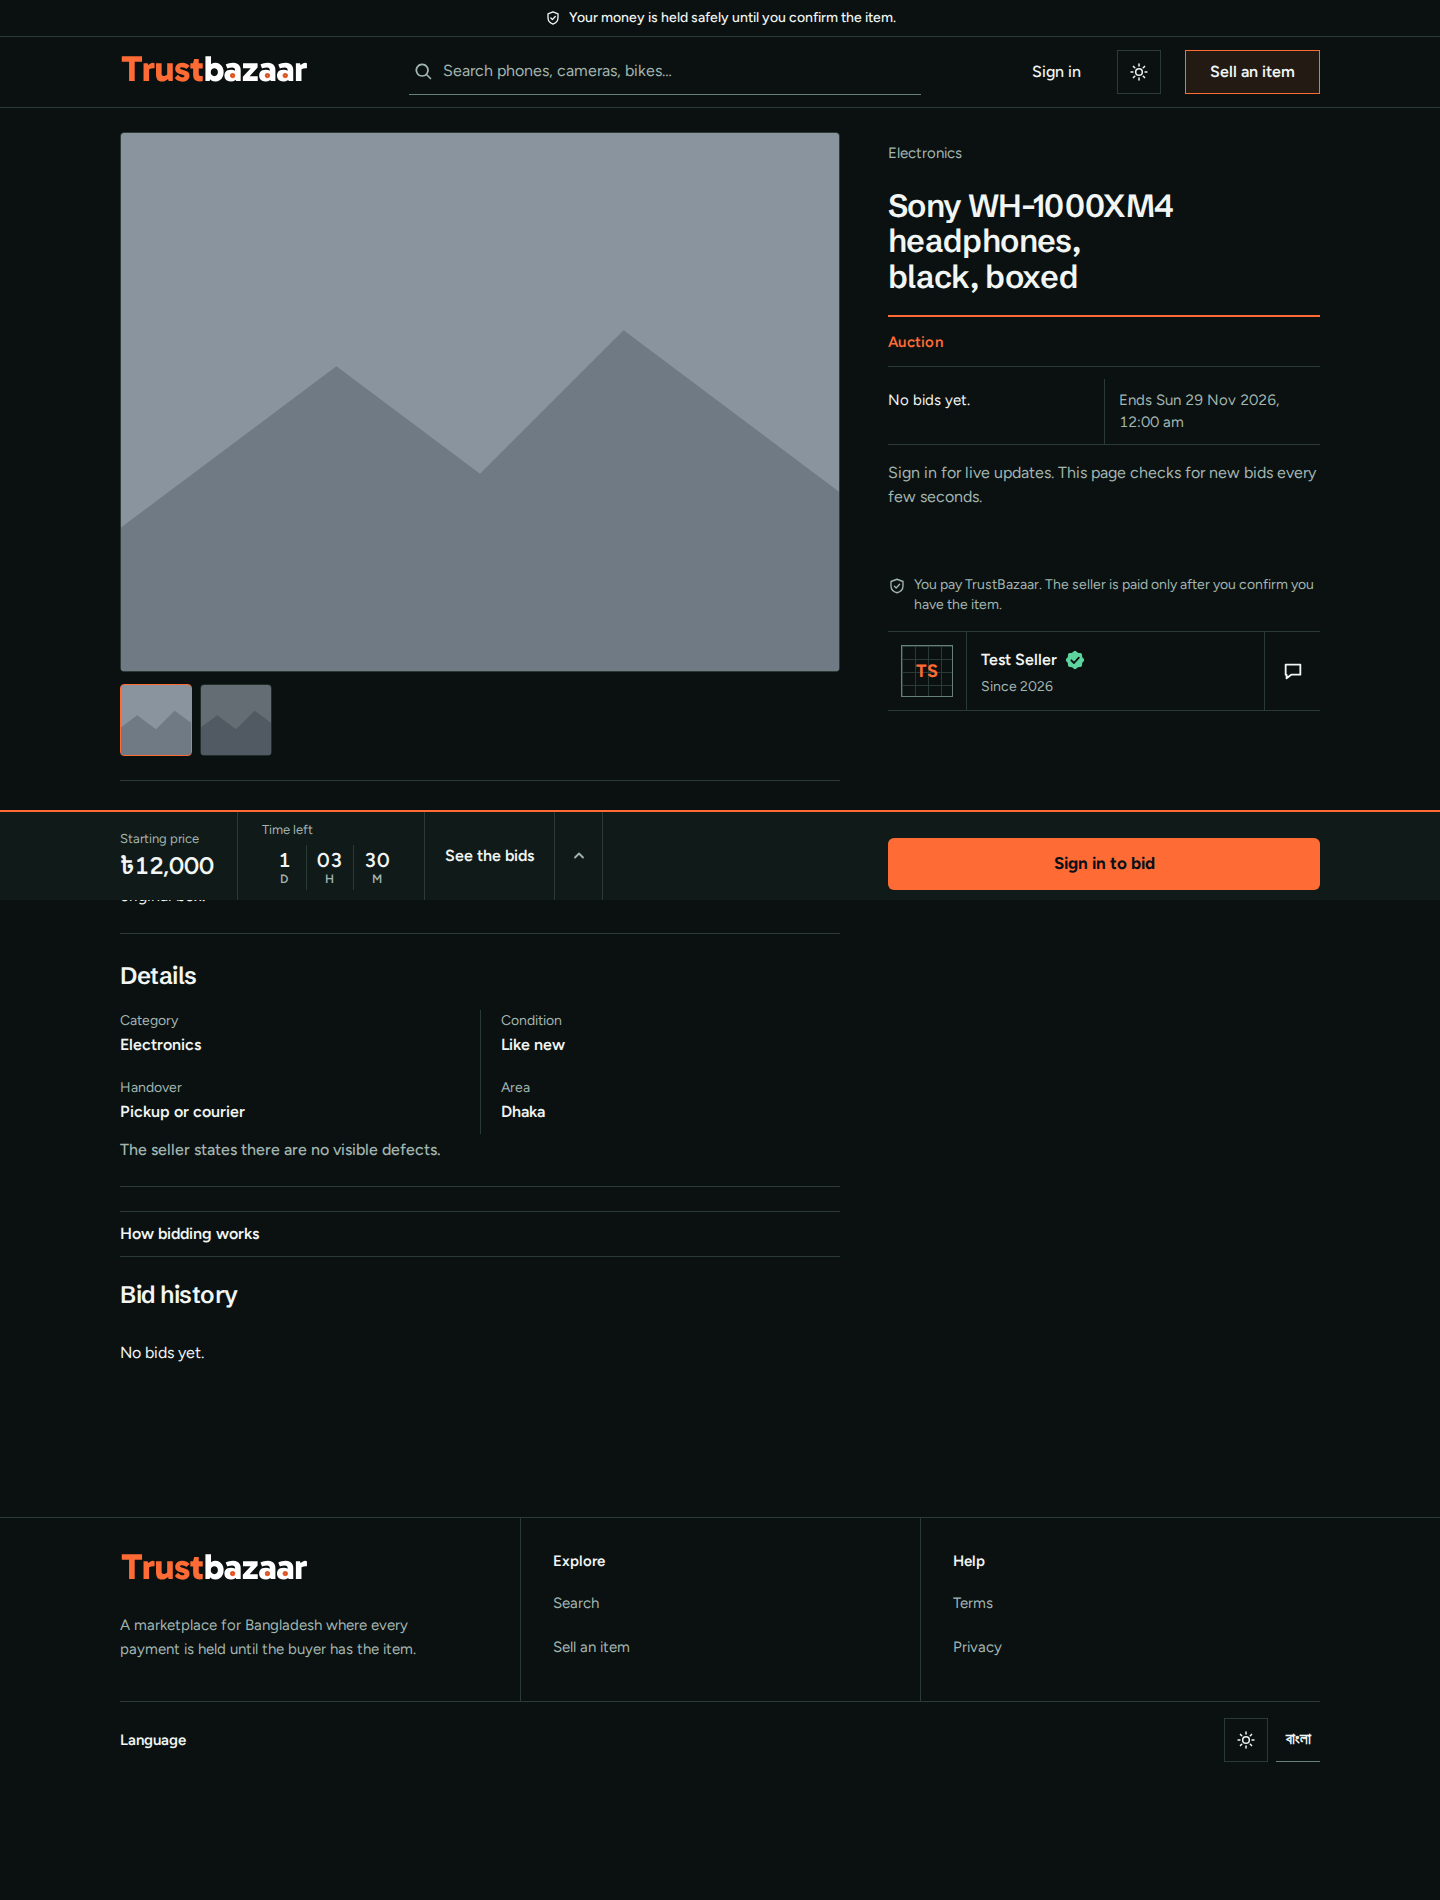 Your money is held safely until you confirm the item.
Trustbazaar
Search phones, cameras, bikes...
Sign in
Sell an item
Electronics
Sony WH-1000XM4
headphones,
black, boxed
Auction
No bids yet.
Ends Sun 29 Nov 2026,
12:00 am
Sign in for live updates. This page checks for new bids every
few seconds.
You pay TrustBazaar. The seller is paid only after you confirm you
have the item.
TS
Test Seller
Since 2026
Starting price
৳12,000
Time left
1
D
03
H
30
M
See the bids
Sign in to bid
Details
Category
Electronics
Condition
Like new
Handover
Pickup or courier
Area
Dhaka
The seller states there are no visible defects.
How bidding works
Bid history
No bids yet.
Trustbazaar
A marketplace for Bangladesh where every
payment is held until the buyer has the item.
Explore
Search
Sell an item
Help
Terms
Privacy
Language
বাংলা